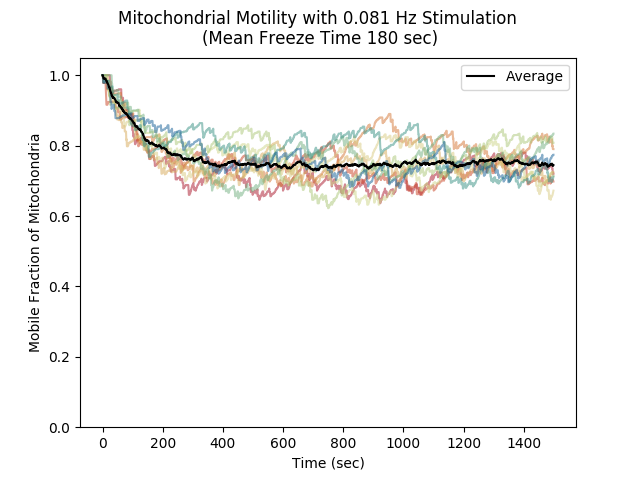 Mitochondrial Motility with 0.081 Hz Stimulation
(Mean Freeze Time 180 sec)
Average
1.0
0.8
0.6
0.4
0.2
0.0
Mobile Fraction of Mitochondria
0 200 400 600 800 1000 1200 1400
Time (sec)